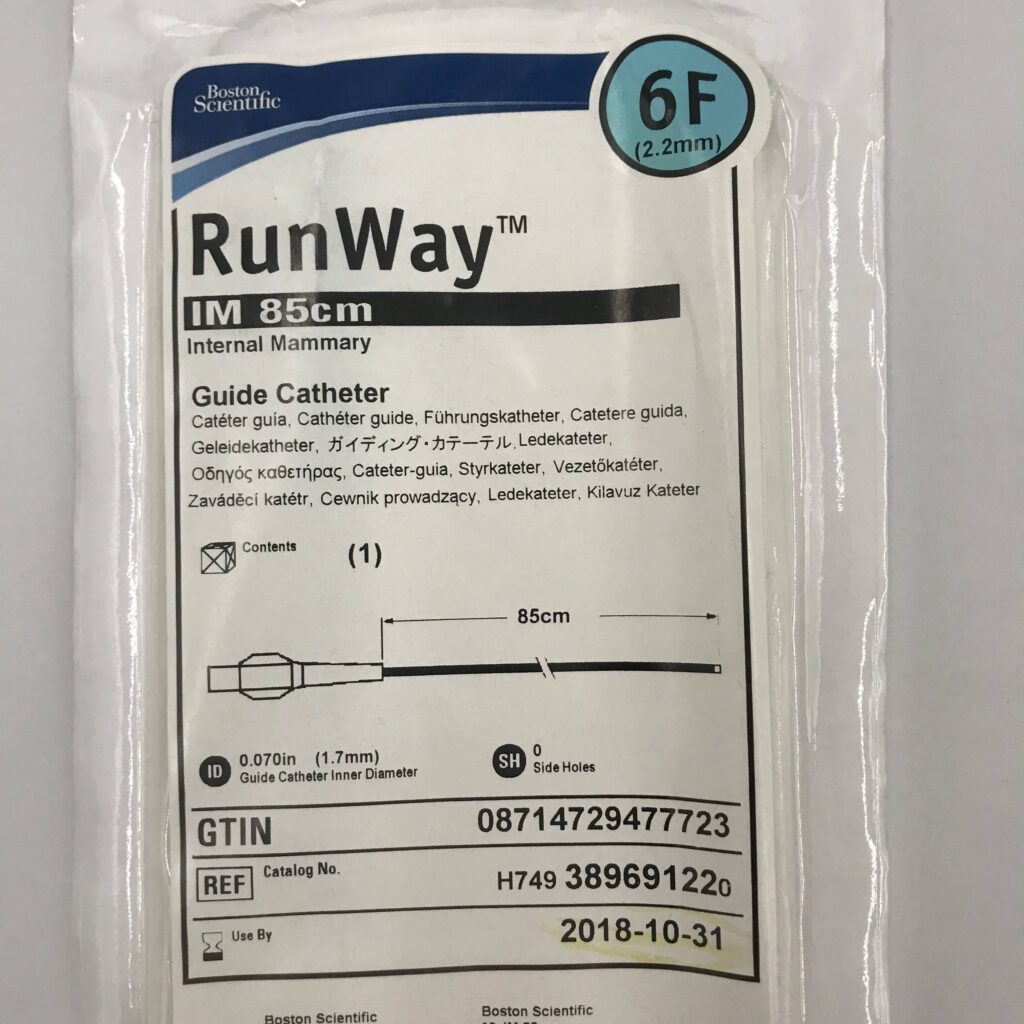 Boston
Scientific
6F
(2.2mm)
RunWay™
IM 85cm
Internal Mammary
Guide Catheter
Catéter guía, Cathéter guide, Führungskatheter, Catetere guida,
Geleidekatheter, ガイディング・カテーテル, Ledekateter,
Οδηγός καθετήρας, Cateter-guia, Styrkateter, Vezetőkatéter,
Zaváděcí katétr, Cewnik prowadzący, Ledekateter, Kilavuz Kateter
Contents (1)
85cm
ID 0.070in (1.7mm)
Guide Catheter Inner Diameter
SH 0
Side Holes
GTIN 08714729477723
REF Catalog No. H749 389691220
Use By 2018-10-31
Boston Scientific
Boston Scientific